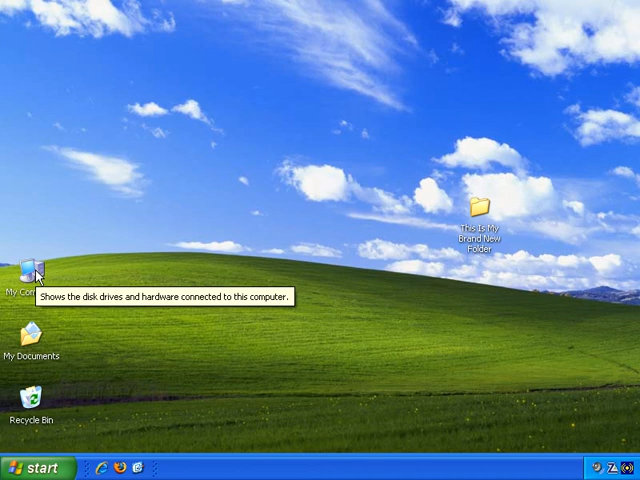 This Is My
Brand New
Folder
My Com
Shows the disk drives and hardware connected to this computer.
My Documents
Recycle Bin
start